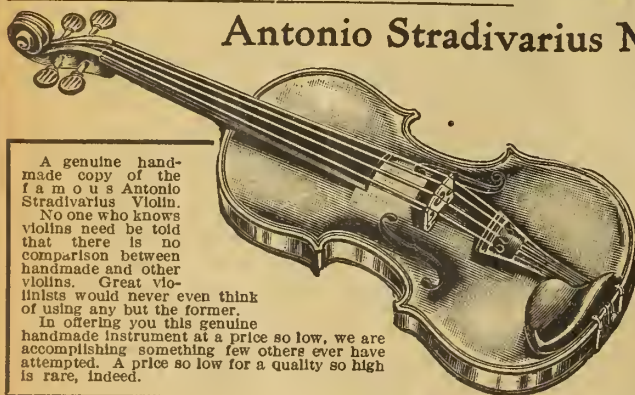 Antonio Stradivarius
A genuine hand-
made copy of the
famous Antonio
Stradivarius Violin.
No one who knows
violins need be told
that there is no
comparison between
handmade and other
violins. Great vio-
linists would never even think
of using any but the former.
In offering you this genuine
handmade instrument at a price so low, we are
accomplishing something few others ever have
attempted. A price so low for a quality so high
is rare, indeed.